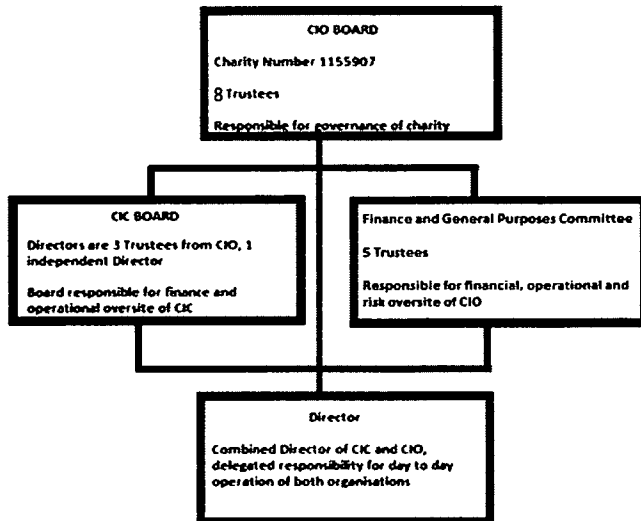 CIO BOARD
Charity Number 1155907
8 Trustees
Responsible for governance of charity
CIC BOARD
Directors are 3 Trustees from CIO, 1
independent Director
Board responsible for finance and
operational oversite of CIC
Finance and General Purposes Committee
5 Trustees
Responsible for financial, operational and
risk oversite of CIO
Director
Combined Director of CIC and CIO,
delegated responsibility for day to day
operation of both organisations